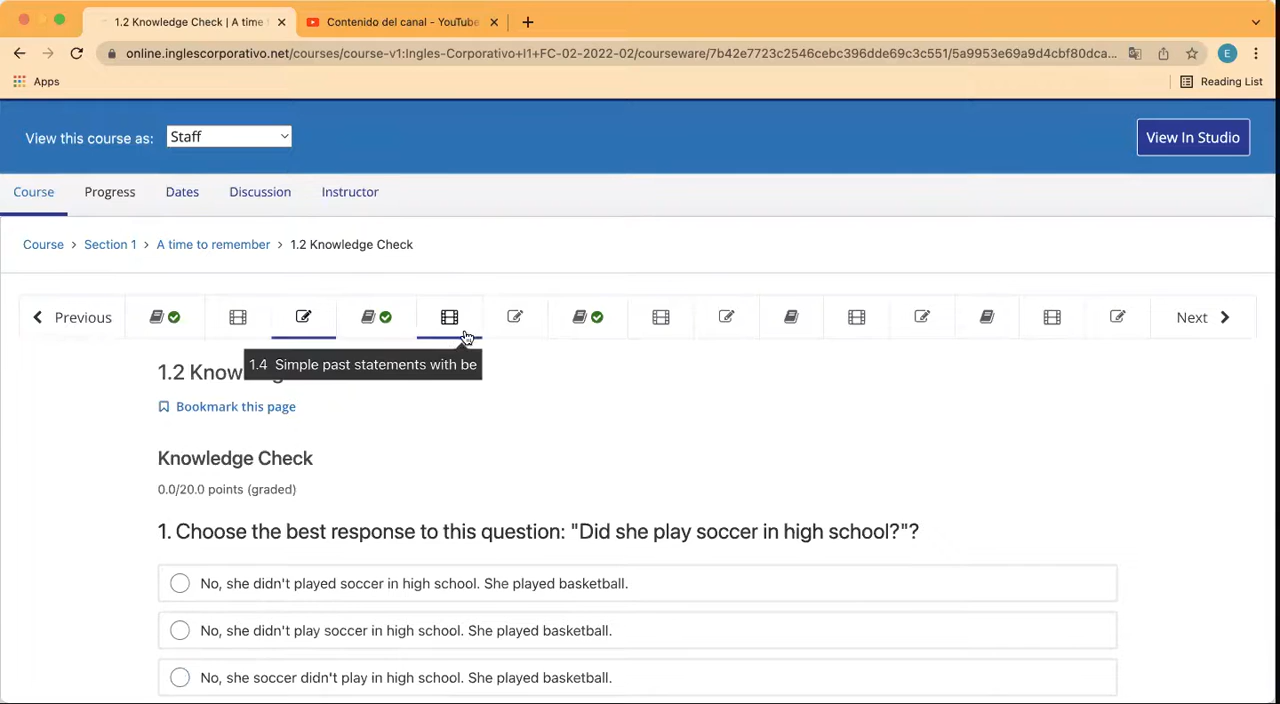 1.2 Knowledge Check | A time
Contenido del canal - YouTube
online.inglescorporativo.net/courses/course-v1:Ingles-Corporativo+I1+FC-02-2022-02/courseware/7b42e7723c2546cebc396dde69c3c551/5a9953e69a9d4cbf80dca...
E
Apps
Reading List
View this course as:
Staff
View In Studio
Course
Progress
Dates
Discussion
Instructor
Course > Section 1 > A time to remember > 1.2 Knowledge Check
Previous
Next
1.4 Simple past statements with be
1.2 Know
Bookmark this page
Knowledge Check
0.0/20.0 points (graded)
1. Choose the best response to this question: "Did she play soccer in high school?"?
No, she didn't played soccer in high school. She played basketball.
No, she didn't play soccer in high school. She played basketball.
No, she soccer didn't play in high school. She played basketball.